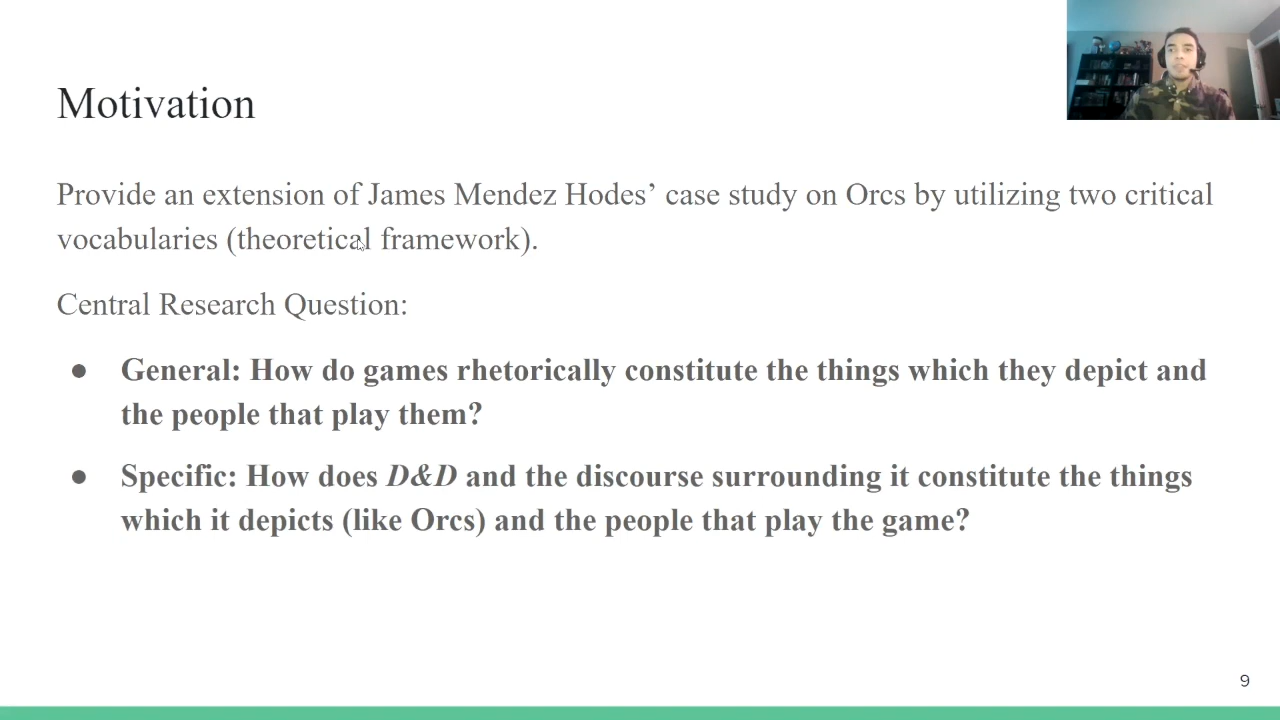 Motivation
Provide an extension of James Mendez Hodes’ case study on Orcs by utilizing two critical
vocabularies (theoretical framework).
Central Research Question:
● General: How do games rhetorically constitute the things which they depict and
the people that play them?
● Specific: How does D&D and the discourse surrounding it constitute the things
which it depicts (like Orcs) and the people that play the game?
9